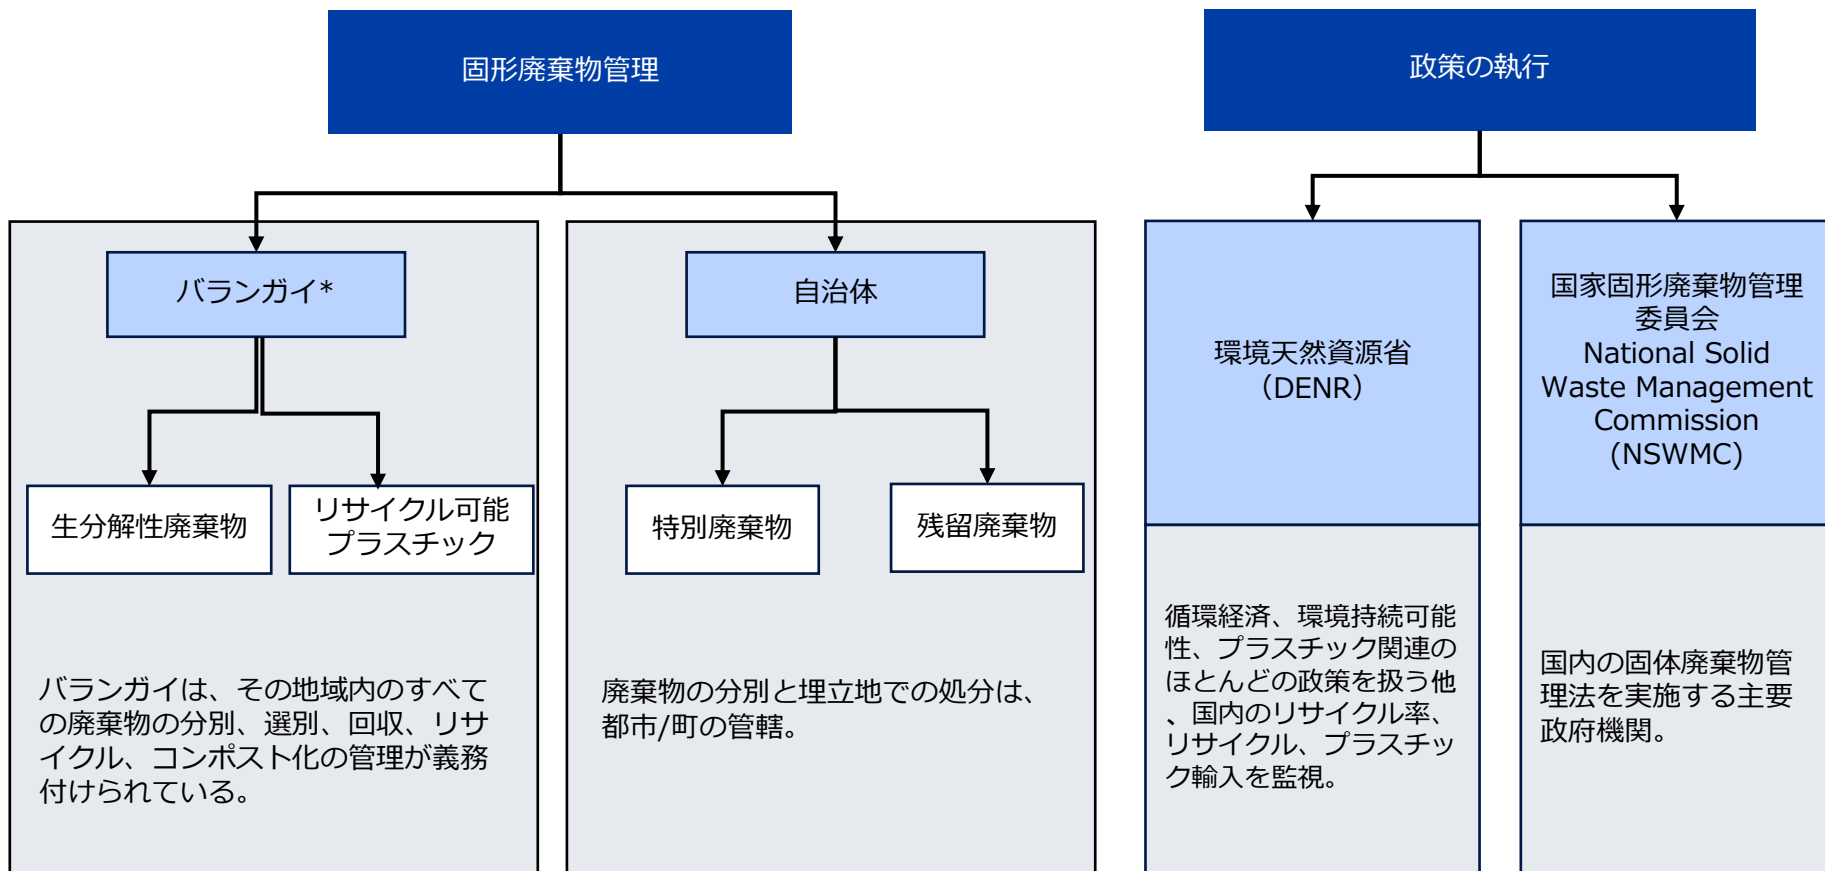 固形廃棄物管理
政策の執行
バランガイ*
自治体
生分解性廃棄物
リサイクル可能
プラスチック
特別廃棄物
残留廃棄物
バランガイは、その地域内のすべて
の廃棄物の分別、選別、回収、リサ
イクル、コンポスト化の管理が義務
付けられている。
廃棄物の分別と埋立地での処分は、
都市/町の管轄。
環境天然資源省
（DENR）
循環経済、環境持続可能
性、プラスチック関連の
ほとんどの政策を扱う他
、国内のリサイクル率、
リサイクル、プラスチッ
ク輸入を監視。
国家固形廃棄物管理
委員会
National Solid
Waste Management
Commission
(NSWMC)
国内の固体廃棄物管
理法を実施する主要
政府機関。